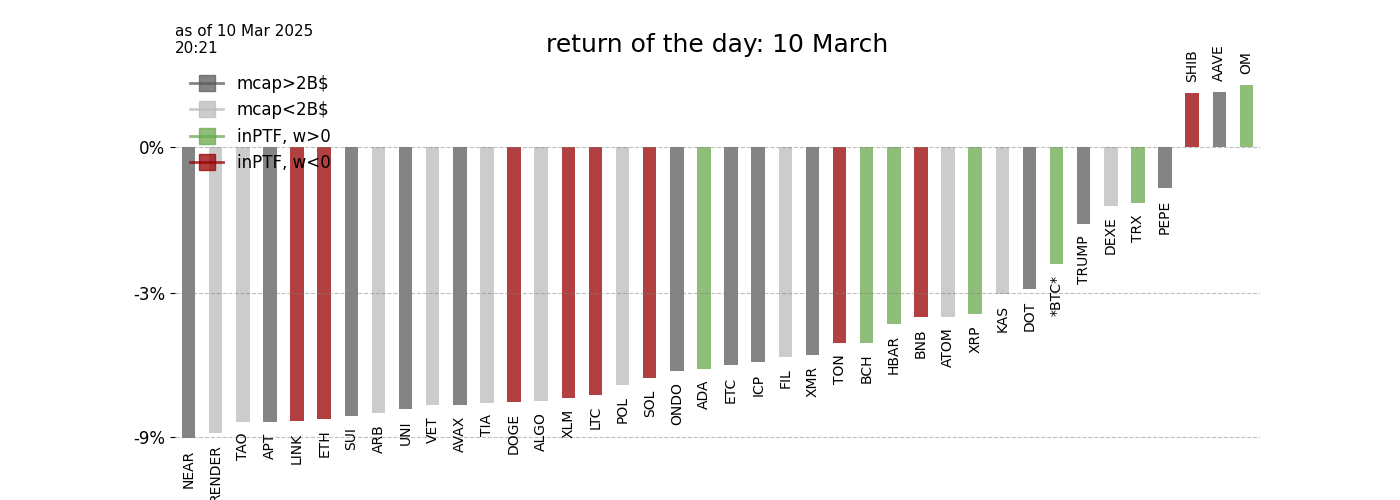 as of 10 Mar 2025
20:21
return of the day: 10 March
mcap>2B$
mcap<2B$
inPTF, w>0
inPTF, w<0
0%
-3%
-9%
NEAR
RENDER
TAO
APT
LINK
ETH
SUI
ARB
UNI
VET
AVAX
TIA
DOGE
ALGO
XLM
LTC
POL
SOL
ONDO
ADA
ETC
ICP
FIL
XMR
TON
BCH
HBAR
BNB
ATOM
XRP
KAS
DOT
*BTC*
TRUMP
DEXE
TRX
PEPE
SHIB
AAVE
OM